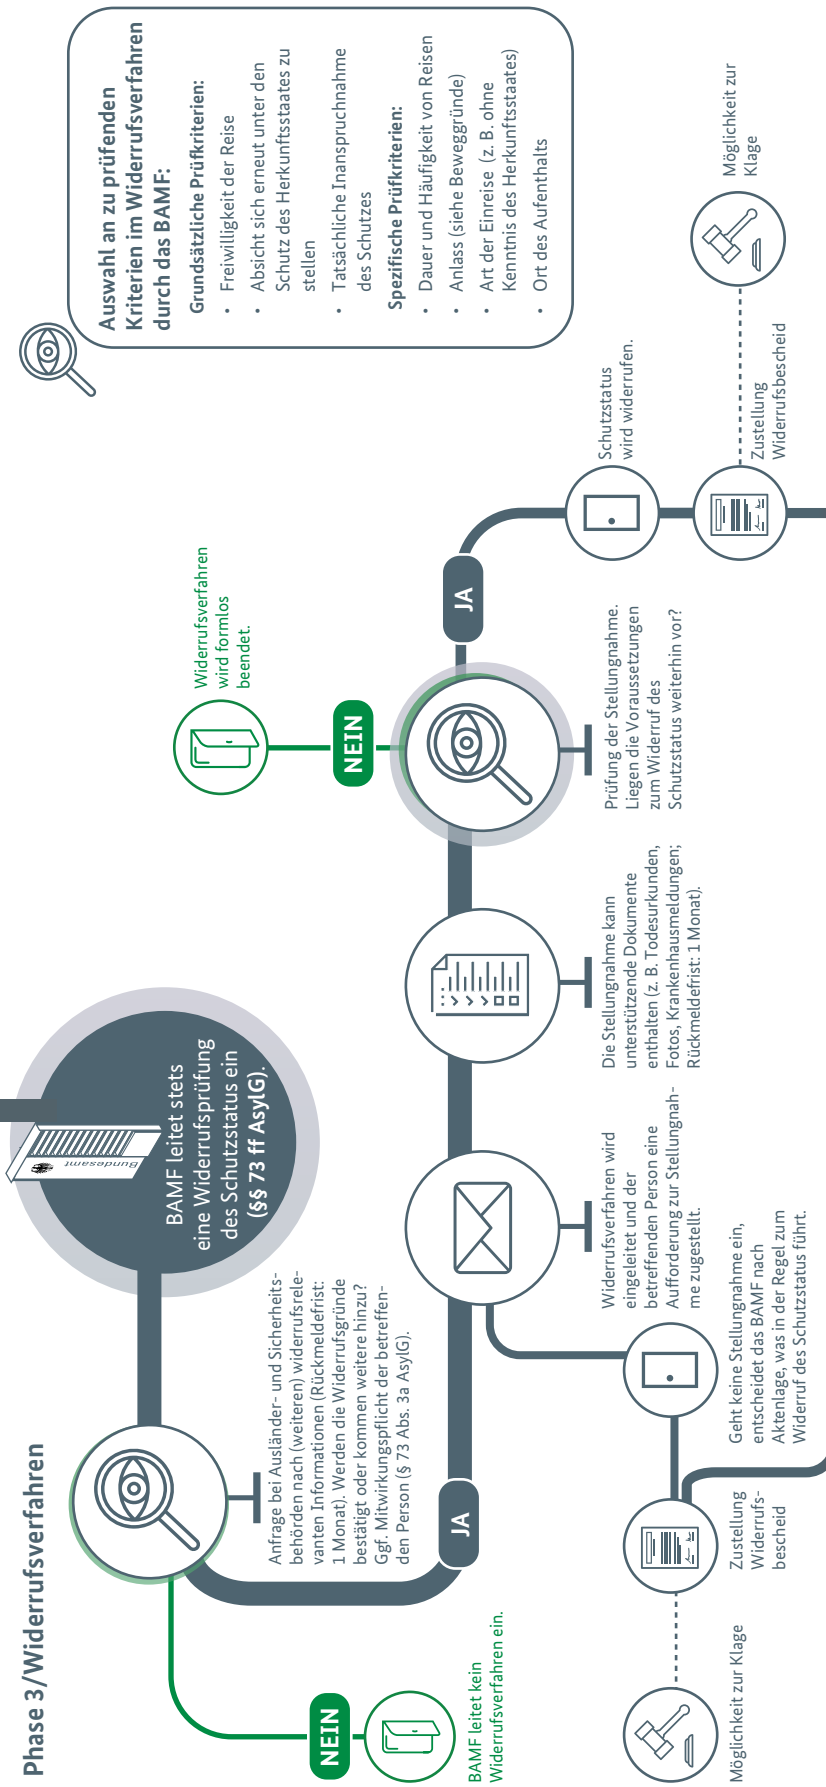 Phase 3/Widerrufsverfahren
Bundesamt
BAMF leitet stets
eine Widerrufsprüfung
des Schutzstatus ein
(§§ 73 ff AsylG).
Anfrage bei Ausländer- und Sicherheits-
behörden nach (weiteren) widerrufsrele-
vanten Informationen (Rückmeldefrist:
1 Monat). Werden die Widerrufsgründe
bestätigt oder kommen weitere hinzu?
Ggf. Mitwirkungspflicht der betreffen-
den Person (§ 73 Abs. 3a AsylG).
NEIN
BAMF leitet kein
Widerrufsverfahren ein.
JA
Widerrufsverfahren wird
eingeleitet und der
betreffenden Person eine
Aufforderung zur Stellungnah-
me zugestellt.
Geht keine Stellungnahme ein,
entscheidet das BAMF nach
Aktenlage, was in der Regel zum
Widerruf des Schutzstatus führt.
Zustellung
Widerrufs-
bescheid
Möglichkeit zur Klage
Die Stellungnahme kann
unterstützende Dokumente
enthalten (z. B. Todesurkunden,
Fotos, Krankenhausmeldungen;
Rückmeldefrist: 1 Monat).
Prüfung der Stellungnahme.
Liegen die Voraussetzungen
zum Widerruf des
Schutzstatus weiterhin vor?
NEIN
Widerrufsverfahren
wird formlos
beendet.
JA
Schutzstatus
wird widerrufen.
Zustellung
Widerrufsbescheid
Möglichkeit zur
Klage
Auswahl an zu prüfenden
Kriterien im Widerrufsverfahren
durch das BAMF:
Grundsätzliche Prüfkriterien:
• Freiwilligkeit der Reise
• Absicht sich erneut unter den
Schutz des Herkunftsstaates zu
stellen
• Tatsächliche Inanspruchnahme
des Schutzes
Spezifische Prüfkriterien:
• Dauer und Häufigkeit von Reisen
• Anlass (siehe Beweggründe)
• Art der Einreise (z. B. ohne
Kenntnis des Herkunftsstaates)
• Ort des Aufenthalts